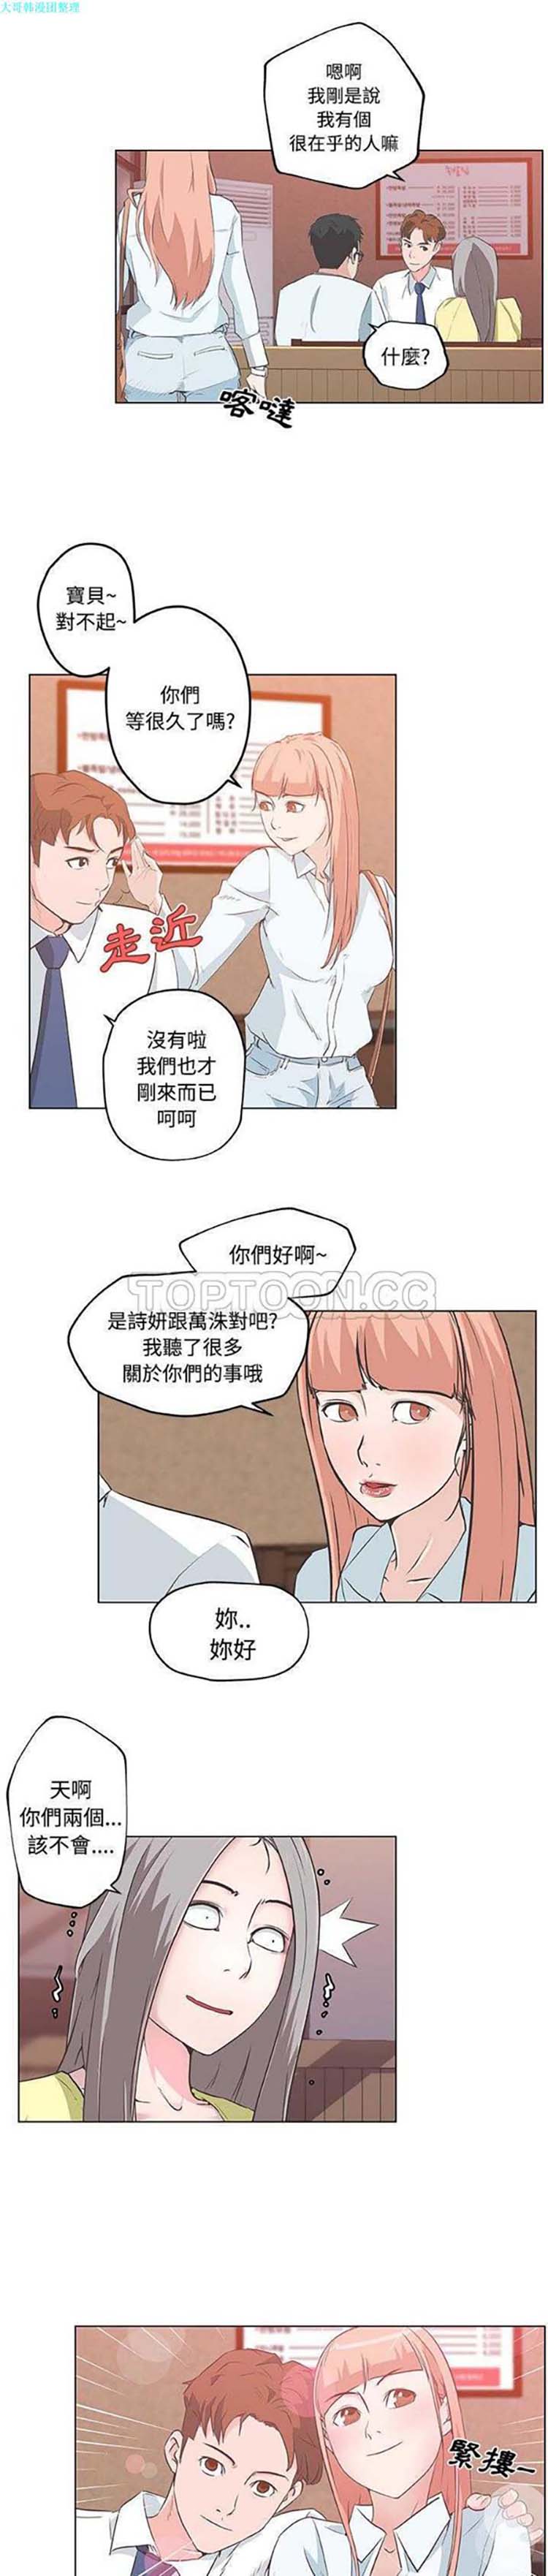 大哥韩漫团整理
嗯啊
我剛是說
我有個
很在乎的人嘛
什麼?
喀噠
寶貝~
對不起~
你們
等很久了嗎?
走近
沒有啦
我們也才
剛來而已
呵呵
你們好啊~
TOPTOON.CC
是詩妍跟萬洙對吧?
我聽了很多
關於你們的事哦
妳..
妳好
天啊
你們兩個...
該不會....
緊摟~